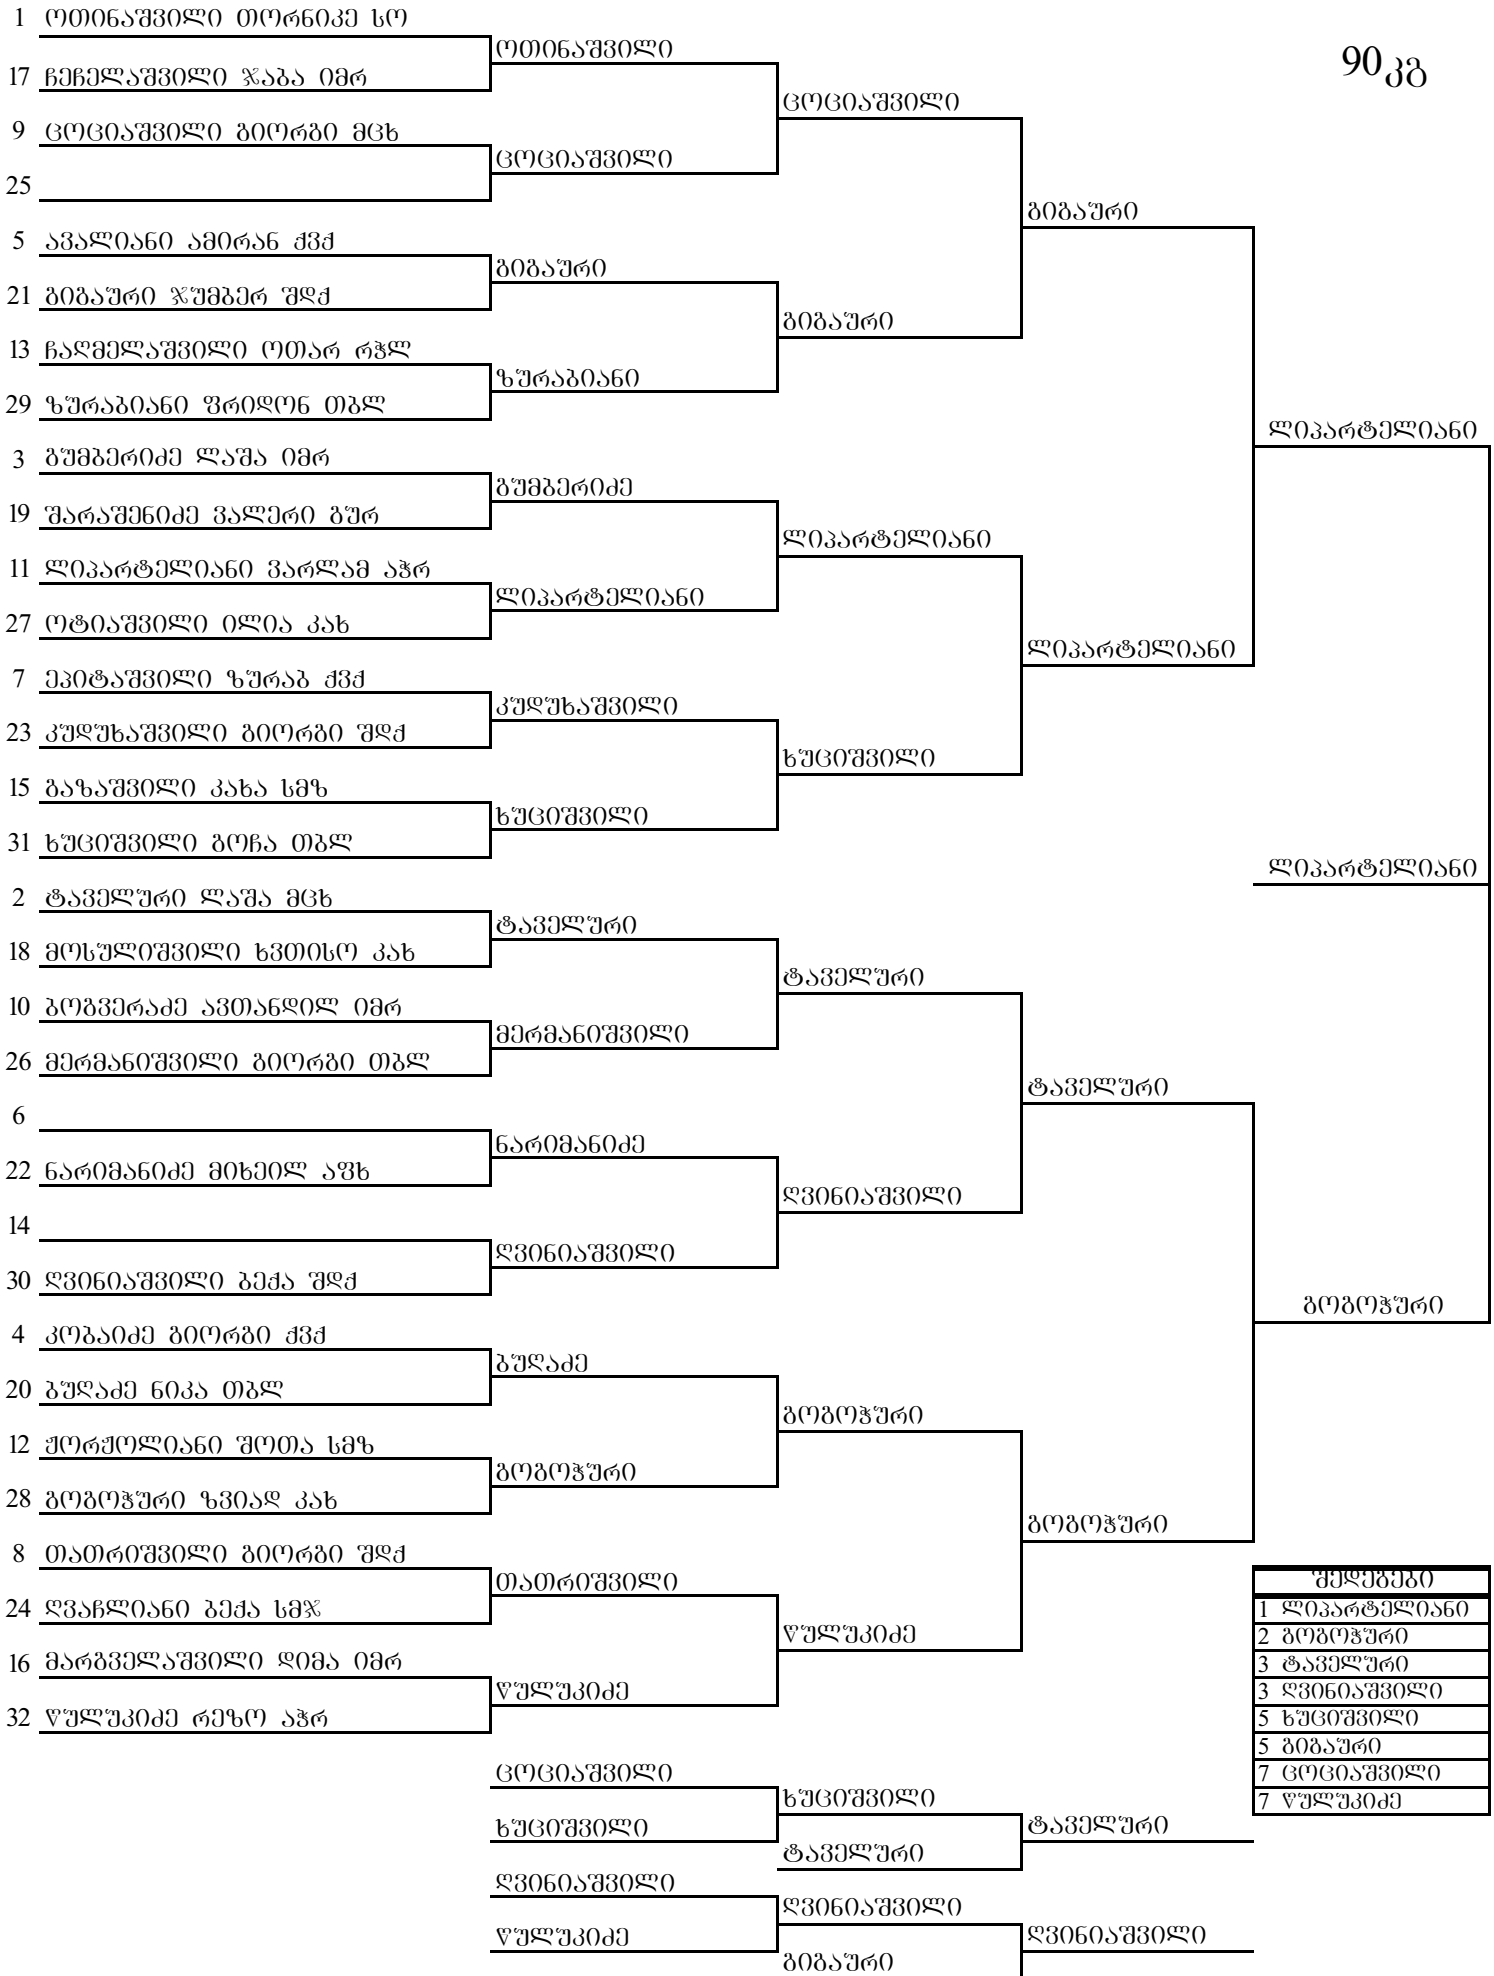 90კგ
1 ოთინაშვილი თორნიკე სო
17 ჩეჩელაშვილი ჯაბა იმრ
9 ცოციაშვილი გიორგი მცხ
25
5 ავალიანი ამირან ქვქ
21 გიგაური ჯუმბერ შდქ
13 ჩაღმელაშვილი ოთარ რჭლ
29 ზურაბიანი ფრიდონ თბლ
3 გუმბერიძე ლაშა იმრ
19 შარაშენიძე ვალერი გურ
11 ლიპარტელიანი ვარლამ აჭრ
27 ოტიაშვილი ილია კახ
7 ეპიტაშვილი ზურაბ ქვქ
23 კუდუხაშვილი გიორგი შდქ
15 გაზაშვილი კახა სმზ
31 ხუციშვილი გოჩა თბლ
2 ტაველური ლაშა მცხ
18 მოსულიშვილი ხვთისო კახ
10 ბოგვერაძე ავთანდილ იმრ
26 მერმანიშვილი გიორგი თბლ
6
22 ნარიმანიძე მიხეილ აფხ
14
30 ღვინიაშვილი ბექა შდქ
4 კობაიძე გიორგი ქვქ
20 ბუღაძე ნიკა თბლ
12 ჟორჟოლიანი შოთა სმზ
28 გოგოჭური ზვიად კახ
8 თათრიშვილი გიორგი შდქ
24 ღვაჩლიანი ბექა სმჯ
16 მარგველაშვილი დიმა იმრ
32 წულუკიძე რეზო აჭრ
ოთინაშვილი
ცოციაშვილი
გიგაური
ზურაბიანი
გუმბერიძე
ლიპარტელიანი
კუდუხაშვილი
ხუციშვილი
ტაველური
მერმანიშვილი
ნარიმანიძე
ღვინიაშვილი
ბუღაძე
გოგოჭური
თათრიშვილი
წულუკიძე
ცოციაშვილი
გიგაური
ლიპარტელიანი
ხუციშვილი
ტაველური
ღვინიაშვილი
გოგოჭური
წულუკიძე
გიგაური
ლიპარტელიანი
ტაველური
გოგოჭური
ლიპარტელიანი
გოგოჭური
ლიპარტელიანი
შედეგები
1 ლიპარტელიანი
2 გოგოჭური
3 ტაველური
3 ღვინიაშვილი
5 ხუციშვილი
5 გიგაური
7 ცოციაშვილი
7 წულუკიძე
ცოციაშვილი
ხუციშვილი
ღვინიაშვილი
წულუკიძე
ხუციშვილი
ტაველური
ღვინიაშვილი
გიგაური
ტაველური
ღვინიაშვილი